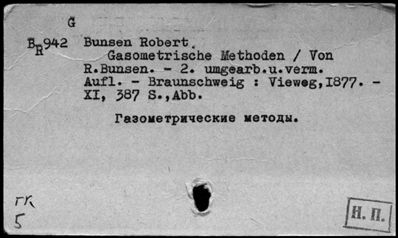 G
BR942 Bunsen Robert.
Gasometrische Methoden / Von
R.Bunsen. - 2. umgearb.u.verm.
Aufl. - Braunschweig : Vieweg,I877. -
XI, 387 S.,Abb.
Газометрические методы.
гк
5
Н. П.